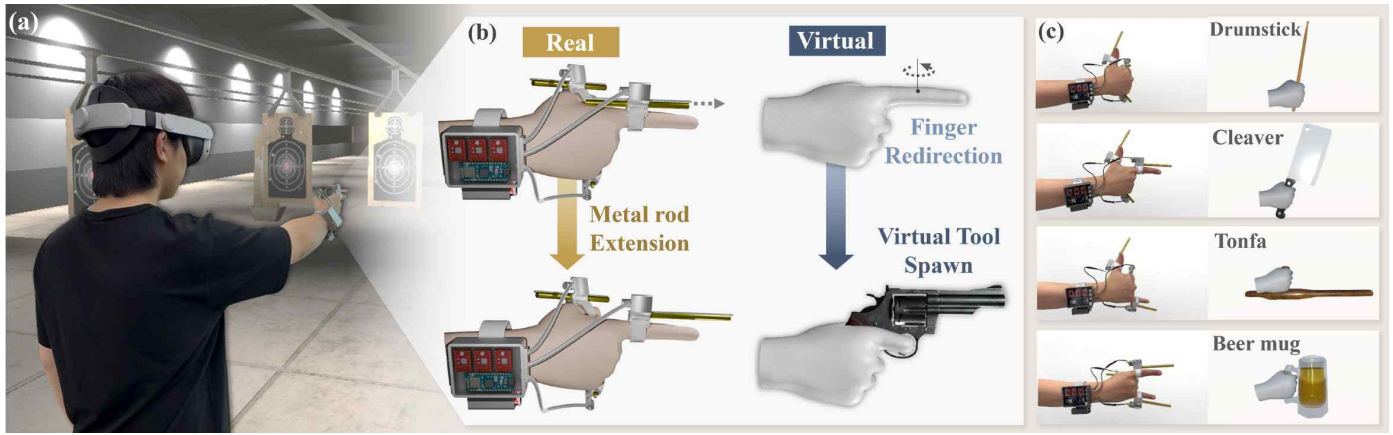 (a)
(b)
Real
Virtual
Finger
Redirection
Metal rod
Extension
Virtual Tool
Spawn
(c)
Drumstick
Cleaver
Tonfa
Beer mug